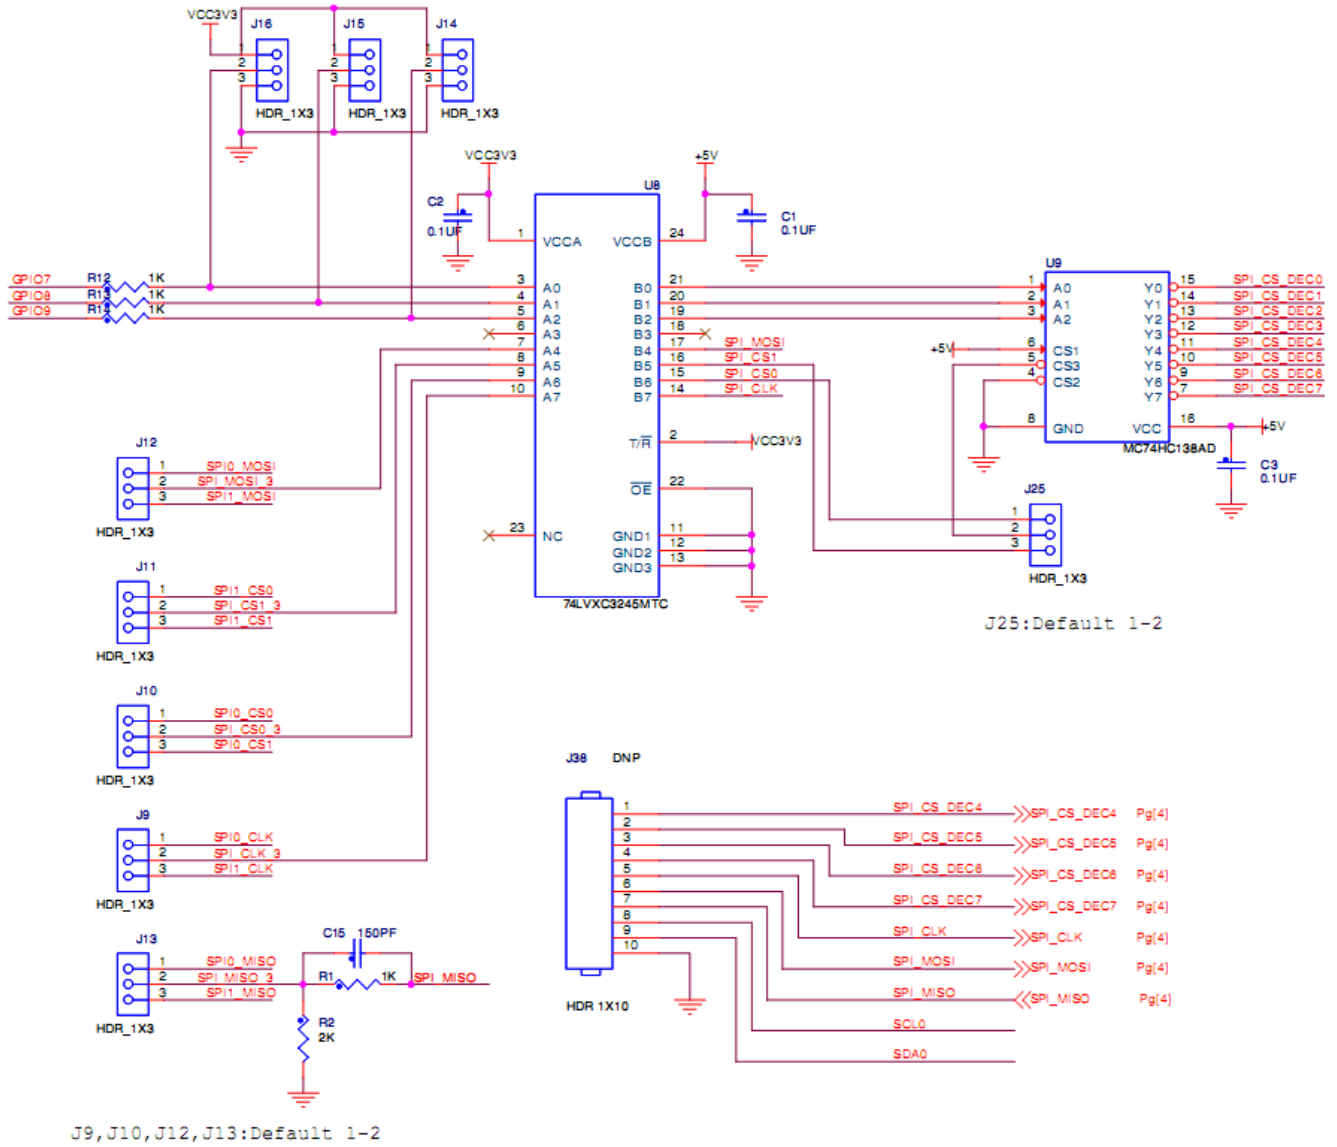 VCC3V3 J16 J15 J14
1 1 1
2 2 2
3 3 3
HDR_1X3 HDR_1X3 HDR_1X3
VCC3V3 +5V
U8
C2 0.1UF
C1 0.1UF
1 VCCA VCCB 24
GPIO7 R12 1K 3 A0 B0 21
GPIO8 R13 1K 4 A1 B1 20
GPIO9 R14 1K 5 A2 B2 19
6 A3 B3 18
7 A4 B4 17 SPI_MOSI
8 A5 B5 16 SPI_CS1
9 A6 B6 15 SPI_CS0
10 A7 B7 14 SPI_CLK
T/R 2 VCC3V3
OE 22
23 NC GND1 11
GND2 12
GND3 13
74LVXC3245MTC
U9
1 A0 Y0 15 SPI_CS_DEC0
2 A1 Y1 14 SPI_CS_DEC1
3 A2 Y2 13 SPI_CS_DEC2
Y3 12 SPI_CS_DEC3
+5V 6 CS1 Y4 11 SPI_CS_DEC4
5 CS3 Y5 10 SPI_CS_DEC5
4 CS2 Y6 9 SPI_CS_DEC6
Y7 7 SPI_CS_DEC7
8 GND VCC 16 +5V
MC74HC138AD
C3
0.1UF
J25
1
2
3
HDR_1X3
J25:Default 1-2
J12
1 SPI0_MOSI
2 SPI_MOSI_3
3 SPI1_MOSI
HDR_1X3
J11
1 SPI1_CS0
2 SPI_CS1_3
3 SPI1_CS1
HDR_1X3
J10
1 SPI0_CS0
2 SPI_CS0_3
3 SPI0_CS1
HDR_1X3
J9
1 SPI0_CLK
2 SPI_CLK_3
3 SPI1_CLK
HDR_1X3
J13 C15 150PF
1 SPI0_MISO
2 SPI_MISO_3 R1 1K SPI_MISO
3 SPI1_MISO
HDR_1X3
R2
2K
J9,J10,J12,J13:Default 1-2
J38 DNP
1 SPI_CS_DEC4 SPI_CS_DEC4 Pg[4]
2 SPI_CS_DEC5 SPI_CS_DEC5 Pg[4]
3 SPI_CS_DEC6 SPI_CS_DEC6 Pg[4]
4 SPI_CS_DEC7 SPI_CS_DEC7 Pg[4]
5 SPI_CLK SPI_CLK Pg[4]
6 SPI_MOSI SPI_MOSI Pg[4]
7 SPI_MISO SPI_MISO Pg[4]
8 SCL0
9 SDA0
10
HDR 1X10